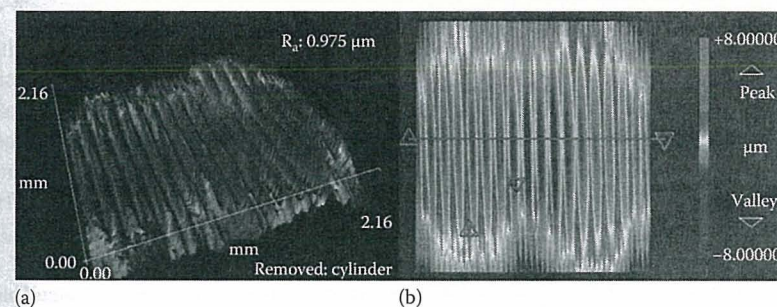 Rₐ: 0.975 µm
2.16
mm
0.00
0.00
mm
2.16
Removed: cylinder
(a)
+8.00000
Peak
µm
Valley
−8.00000
(b)